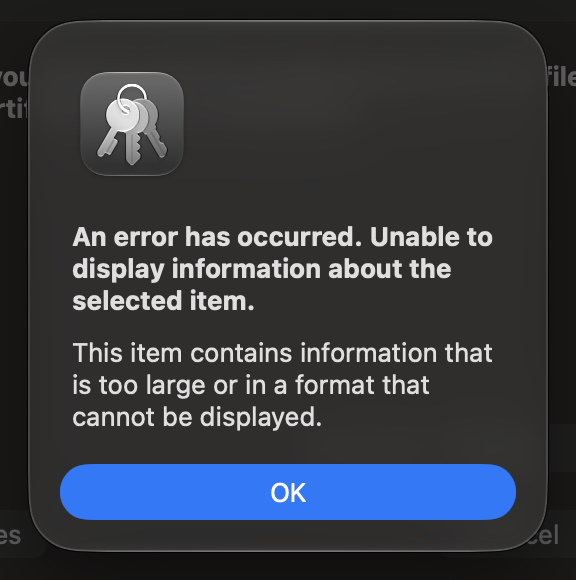 An error has occurred. Unable to
display information about the
selected item.
This item contains information that
is too large or in a format that
cannot be displayed.
OK